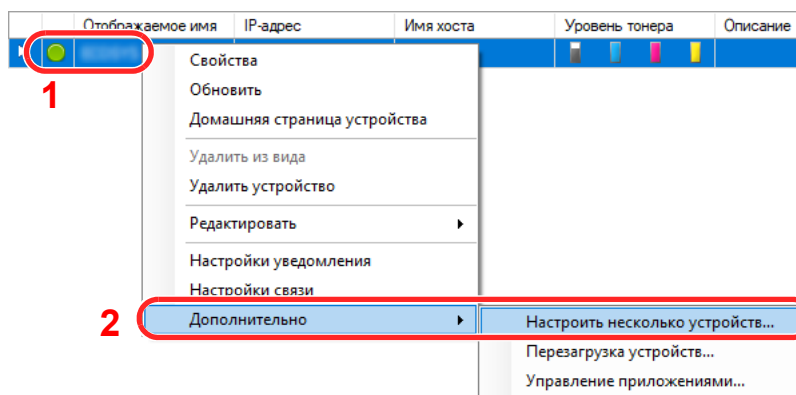 Отображаемое имя IP-адрес Имя хоста Уровень тонера Описание
1
Свойства
Обновить
Домашняя страница устройства
Удалить из вида
Удалить устройство
Редактировать
Настройки уведомления
Настройки связи
2 Дополнительно Настроить несколько устройств...
Перезагрузка устройств...
Управление приложениями...